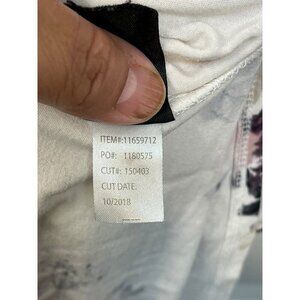 ITEM#:11659712
PO#: 1180575
CUT#: 150403
CUT DATE:
10/2018